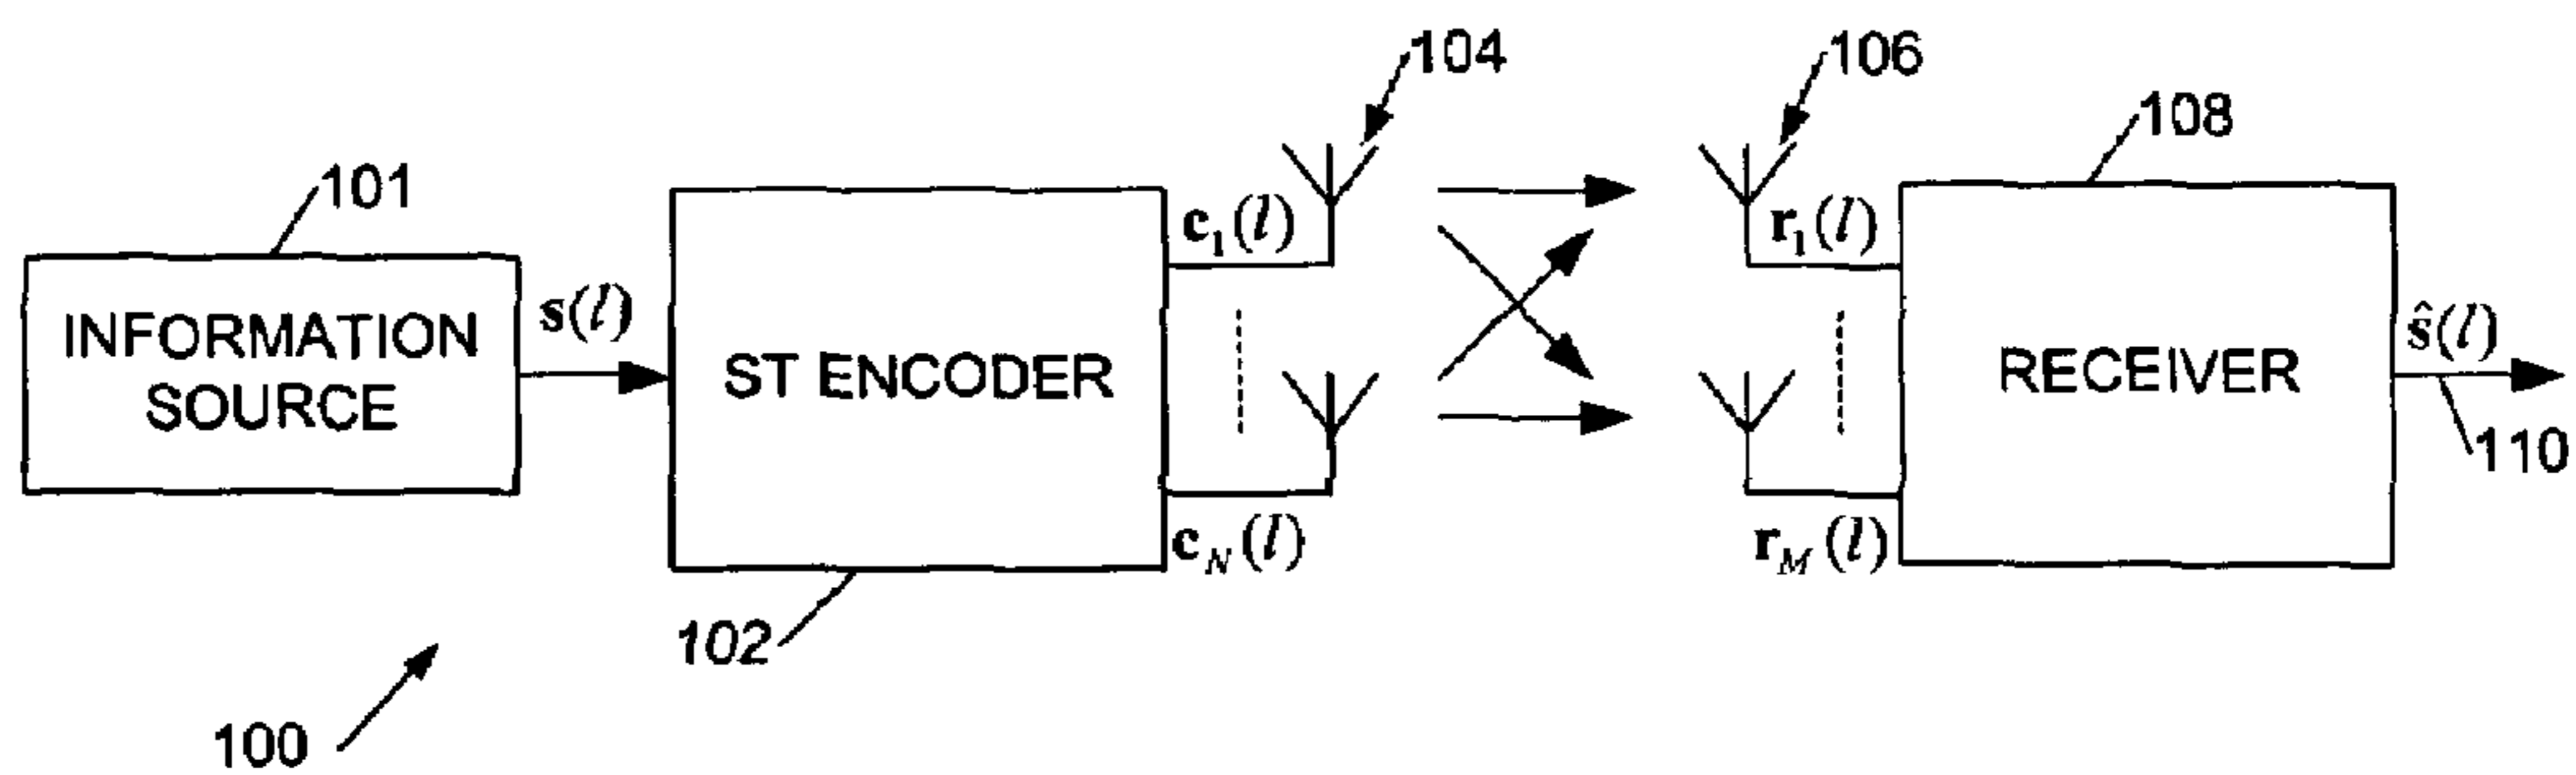 104
106
108
101
c₁(l)
r₁(l)
s(l)
INFORMATION
SOURCE
ST ENCODER
RECEIVER
ŝ(l)
110
c_N(l)
r_M(l)
102
100